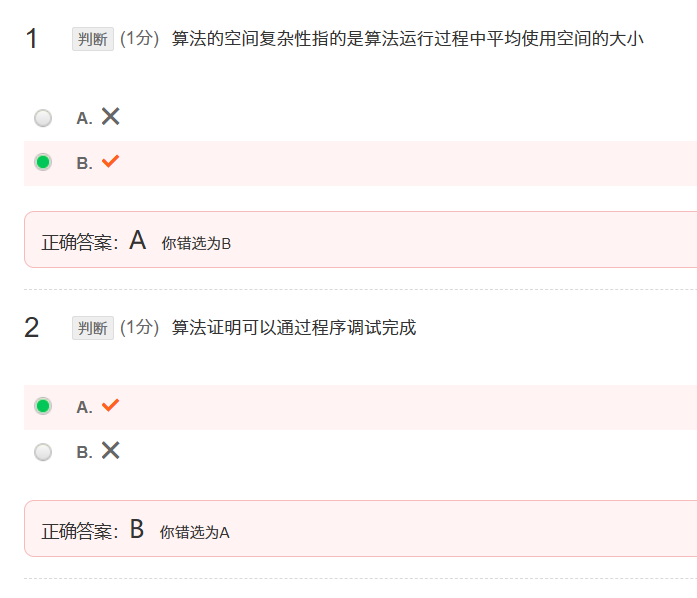 1 判断 (1分) 算法的空间复杂性指的是算法运行过程中平均使用空间的大小
A. ✕
B. ✓
正确答案：A 你错选为B
2 判断 (1分) 算法证明可以通过程序调试完成
A. ✓
B. ✕
正确答案：B 你错选为A